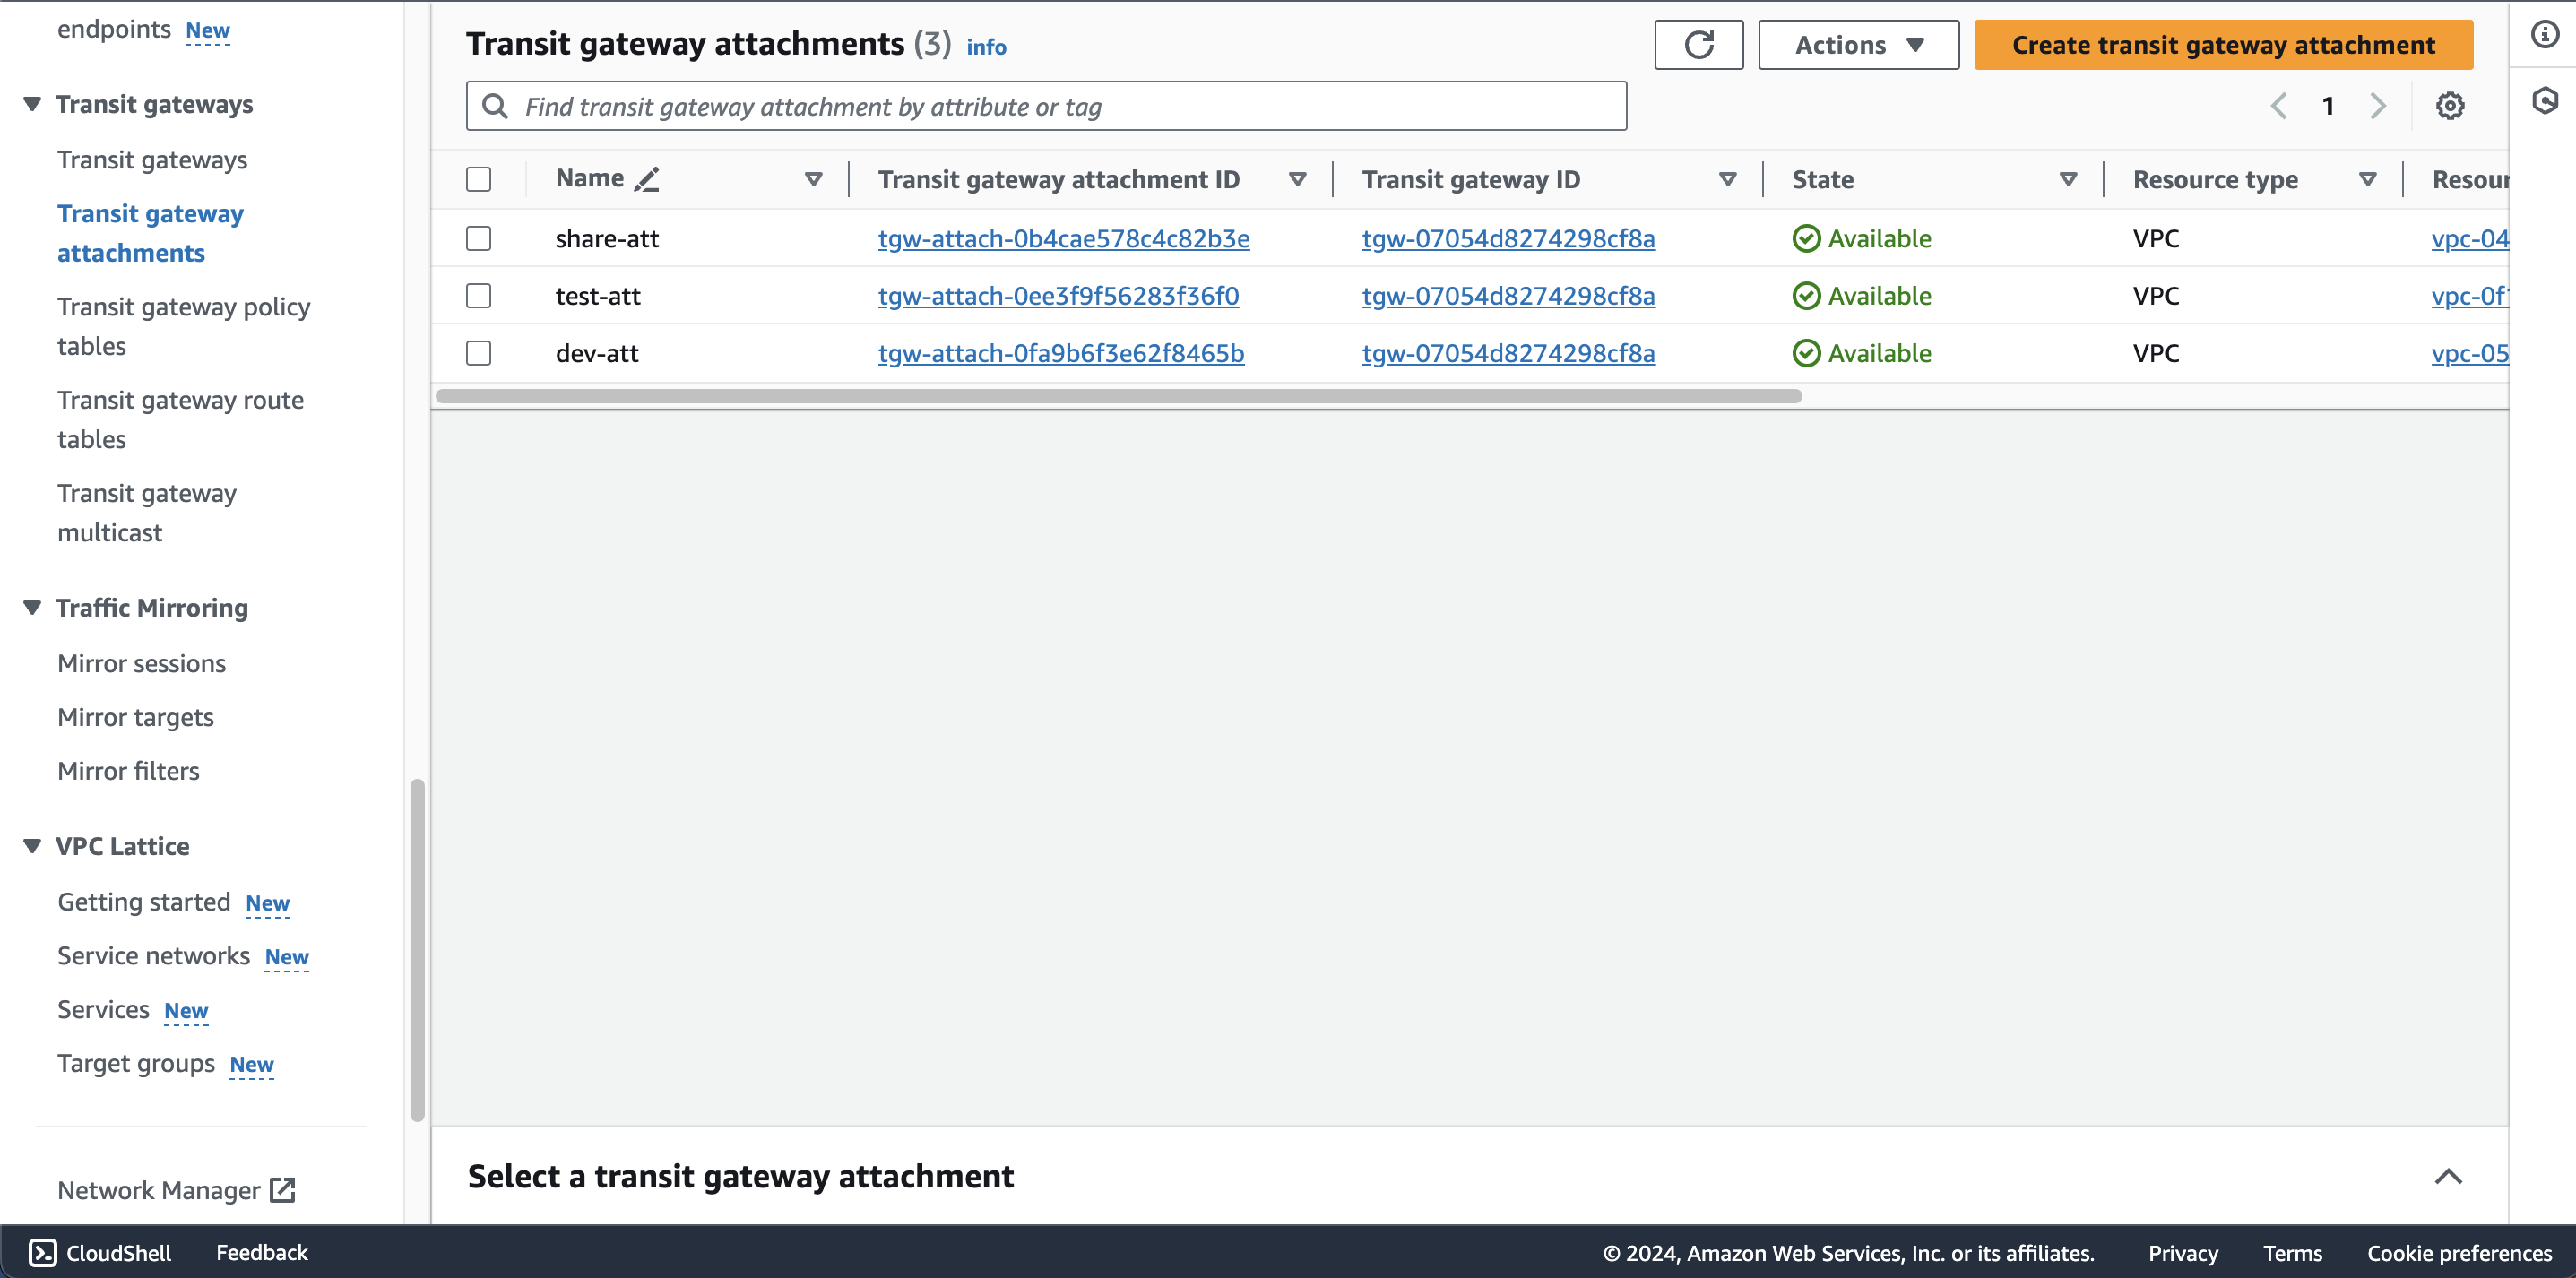 endpoints New
Transit gateways
Transit gateways
Transit gateway
attachments
Transit gateway policy
tables
Transit gateway route
tables
Transit gateway
multicast
Traffic Mirroring
Mirror sessions
Mirror targets
Mirror filters
VPC Lattice
Getting started New
Service networks New
Services New
Target groups New
Network Manager
Transit gateway attachments (3) info
Actions
Create transit gateway attachment
Find transit gateway attachment by attribute or tag
1
Name Transit gateway attachment ID Transit gateway ID State Resource type Resour
share-att tgw-attach-0b4cae578c4c82b3e tgw-07054d8274298cf8a Available VPC vpc-04
test-att tgw-attach-0ee3f9f56283f36f0 tgw-07054d8274298cf8a Available VPC vpc-0f
dev-att tgw-attach-0fa9b6f3e62f8465b tgw-07054d8274298cf8a Available VPC vpc-05
Select a transit gateway attachment
CloudShell Feedback © 2024, Amazon Web Services, Inc. or its affiliates. Privacy Terms Cookie preferences